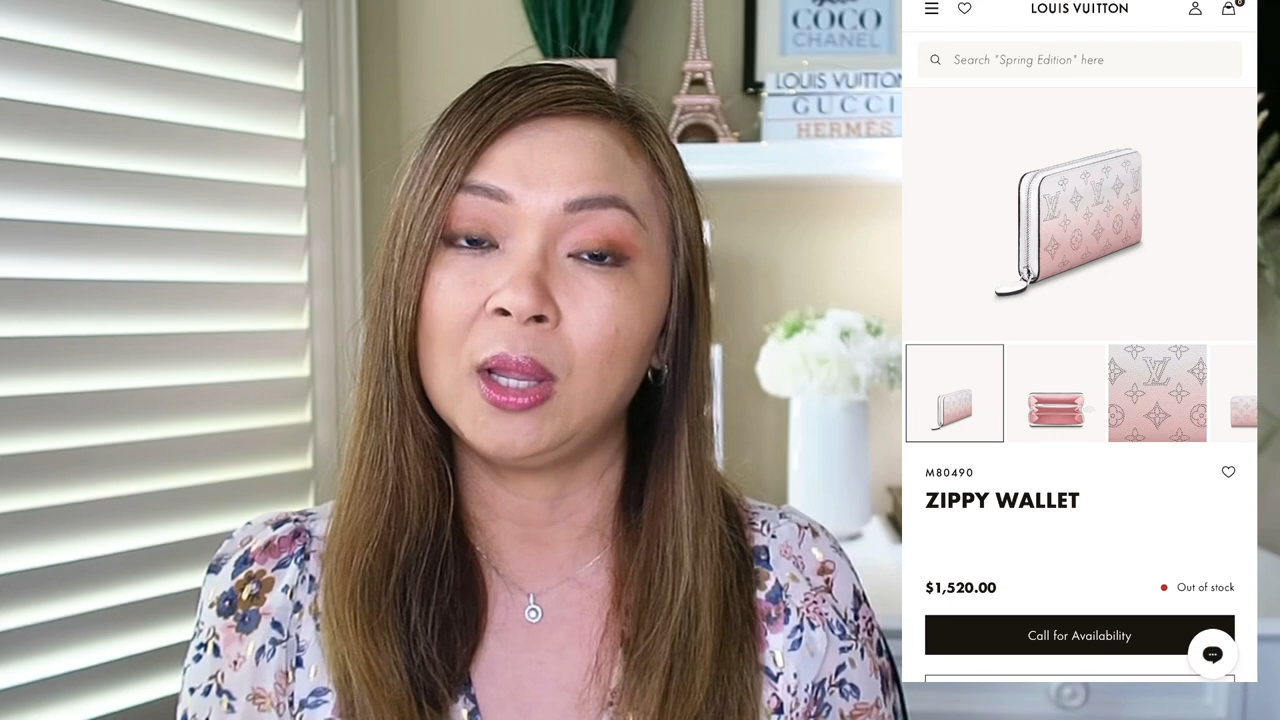 COCO
CHANEL
LOUIS VUITTON
GUCCI
HERMÈS
LOUIS VUITTON
Search "Spring Edition" here
M80490
ZIPPY WALLET
$1,520.00
Out of stock
Call for Availability